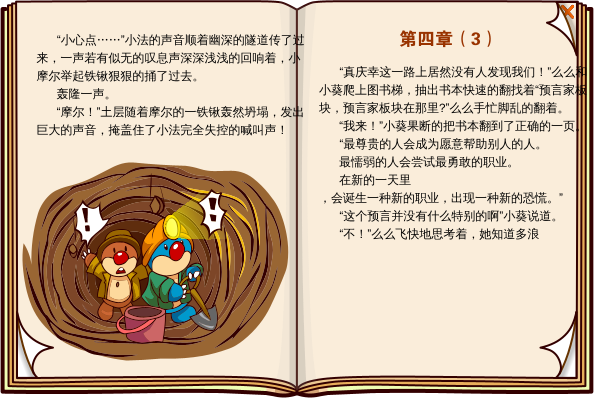 “小心点……”小法的声音顺着幽深的隧道传了过
来，一声若有似无的叹息声深深浅浅的回响着，小
摩尔举起铁锹狠狠的捅了过去。
轰隆一声。
“摩尔！”土层随着摩尔的一铁锹轰然坍塌，发出
巨大的声音，掩盖住了小法完全失控的喊叫声！
!
!
第四章（3）
“真庆幸这一路上居然没有人发现我们！”么么和
小葵爬上图书梯，抽出书本快速的翻找着“预言家板
块，预言家板块在那里?”么么手忙脚乱的翻着。
“我来！”小葵果断的把书本翻到了正确的一页。
“最尊贵的人会成为愿意帮助别人的人。
最懦弱的人会尝试最勇敢的职业。
在新的一天里
，会诞生一种新的职业，出现一种新的恐慌。”
“这个预言并没有什么特别的啊”小葵说道。
“不！”么么飞快地思考着，她知道多浪